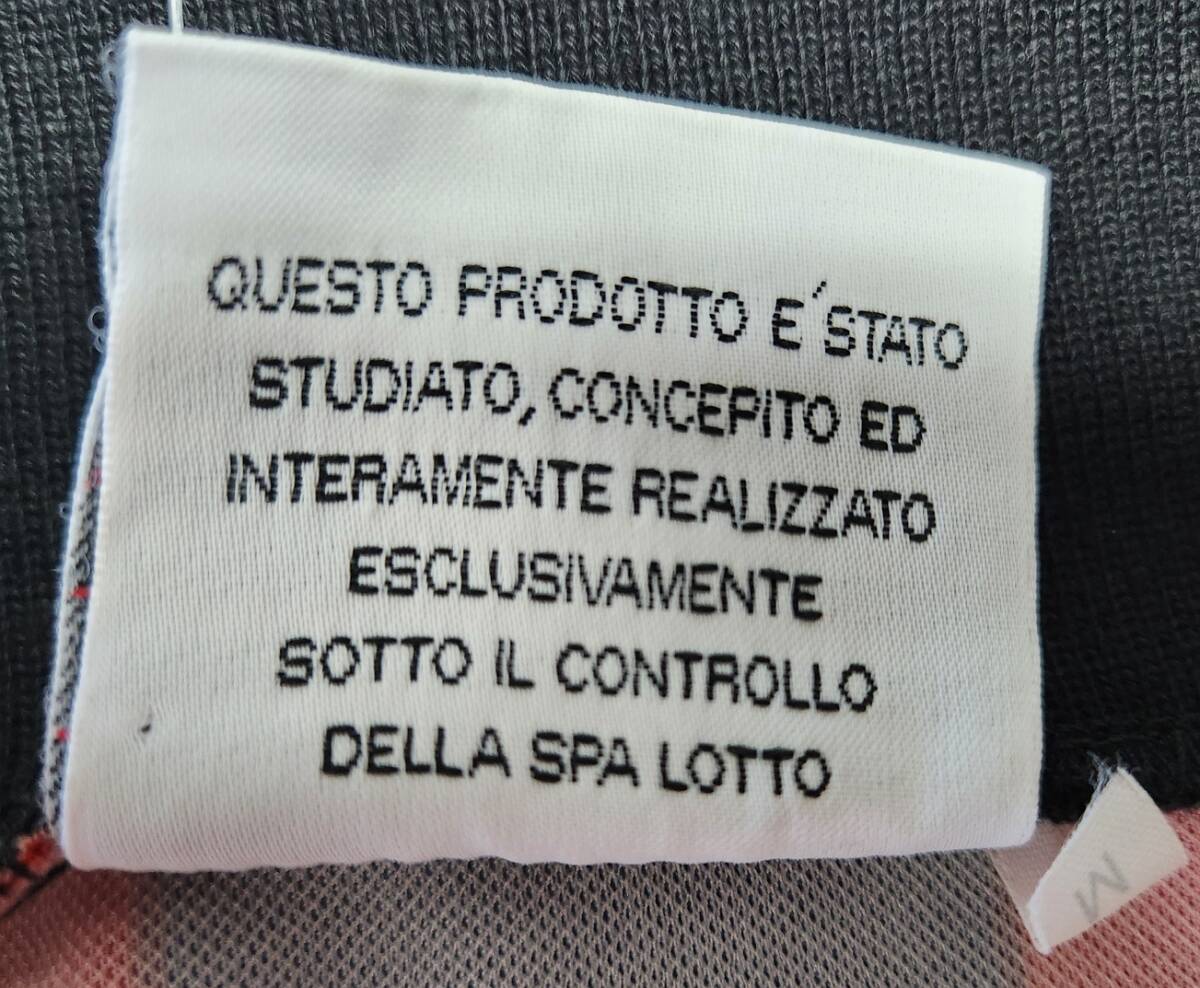 QUESTO PRODOTTO E´STATO
STUDIATO, CONCEPITO ED
INTERAMENTE REALIZZATO
ESCLUSIVAMENTE
SOTTO IL CONTROLLO
DELLA SPA LOTTO
M